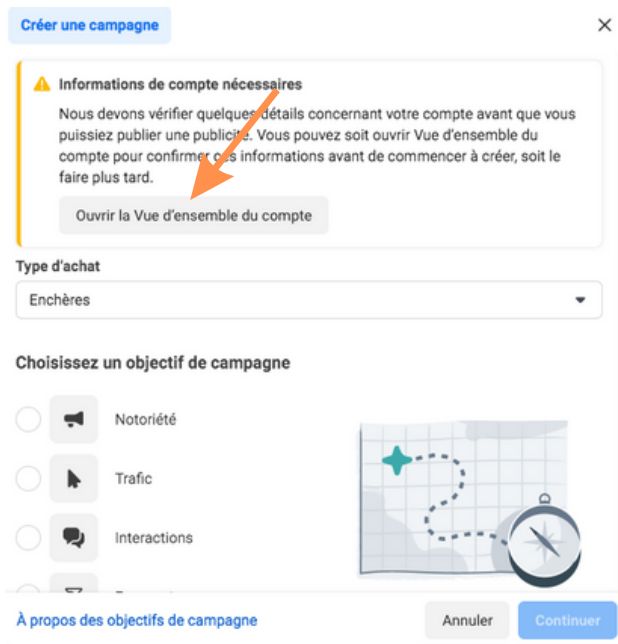 Créer une campagne
Informations de compte nécessaires
Nous devons vérifier quelques détails concernant votre compte avant que vous
puissiez publier une publicité. Vous pouvez soit ouvrir Vue d'ensemble du
compte pour confirmer ces informations avant de commencer à créer, soit le
faire plus tard.
Ouvrir la Vue d'ensemble du compte
Type d'achat
Enchères
Choisissez un objectif de campagne
Notoriété
Trafic
Interactions
À propos des objectifs de campagne
Annuler
Continuer